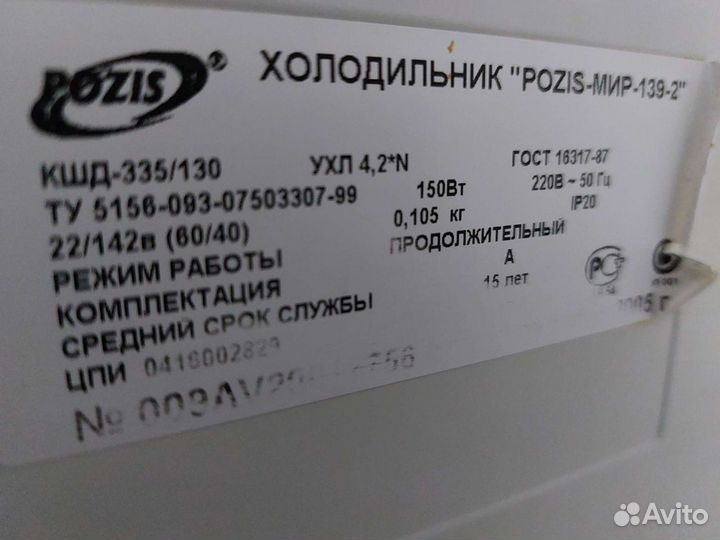 POZIS®
ХОЛОДИЛЬНИК "POZIS-МИР-139-2"
КШД-335/130 УХЛ 4,2*N ГОСТ 16317-87
ТУ 5156-093-07503307-99 150Вт 220В ~ 50 Гц
22/142в (60/40) 0,105 кг IP20
РЕЖИМ РАБОТЫ ПРОДОЛЖИТЕЛЬНЫЙ
КОМПЛЕКТАЦИЯ А
СРЕДНИЙ СРОК СЛУЖБЫ 15 лет
ЦПИ 0416002829
№
Avito